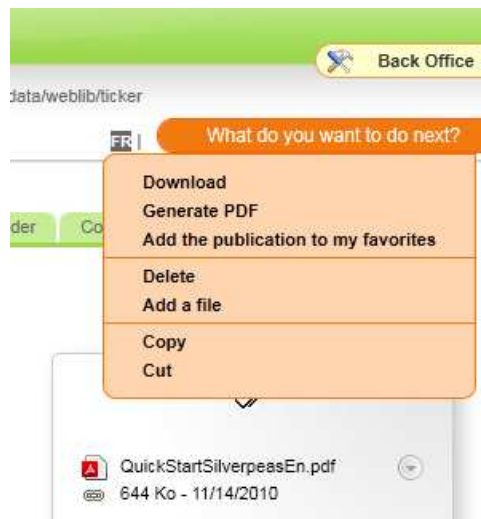 Back Office
data/weblib/ticker
FR | What do you want to do next?
Download
Generate PDF
Add the publication to my favorites
der Co
Delete
Add a file
Copy
Cut
QuickStartSilverpeasEn.pdf
644 Ko - 11/14/2010